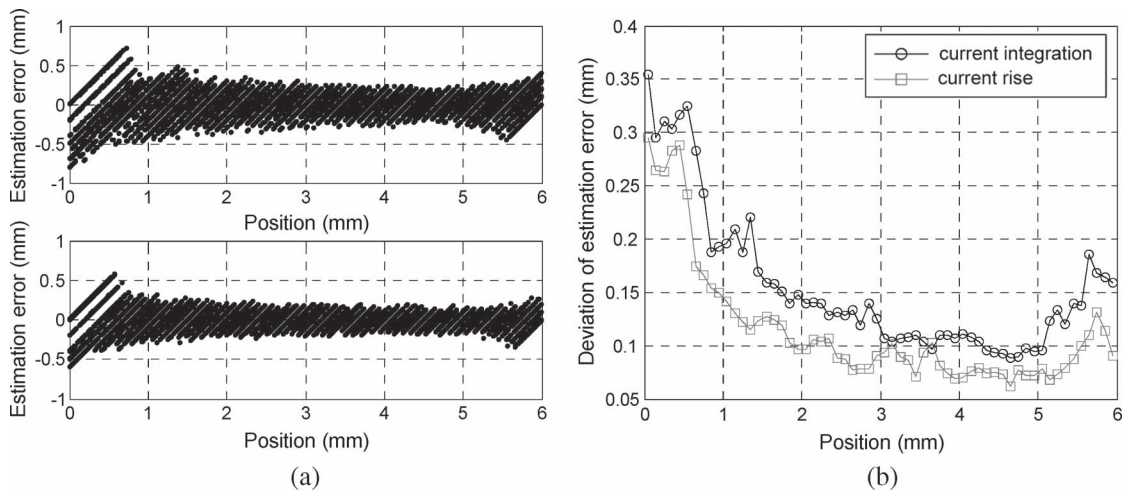 1
0.5
0
-0.5
-1
Estimation error (mm)
0 1 2 3 4 5 6
Position (mm)
1
0.5
0
-0.5
-1
Estimation error (mm)
0 1 2 3 4 5 6
Position (mm)
(a)
0.4
0.35
0.3
0.25
0.2
0.15
0.1
0.05
Deviation of estimation error (mm)
current integration
current rise
0 1 2 3 4 5 6
Position (mm)
(b)